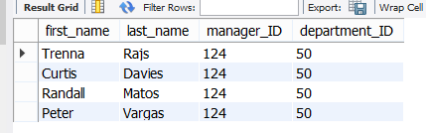 Result Grid Filter Rows: Export: Wrap Cell
first_name last_name manager_ID department_ID
Trenna Rajs 124 50
Curtis Davies 124 50
Randall Matos 124 50
Peter Vargas 124 50